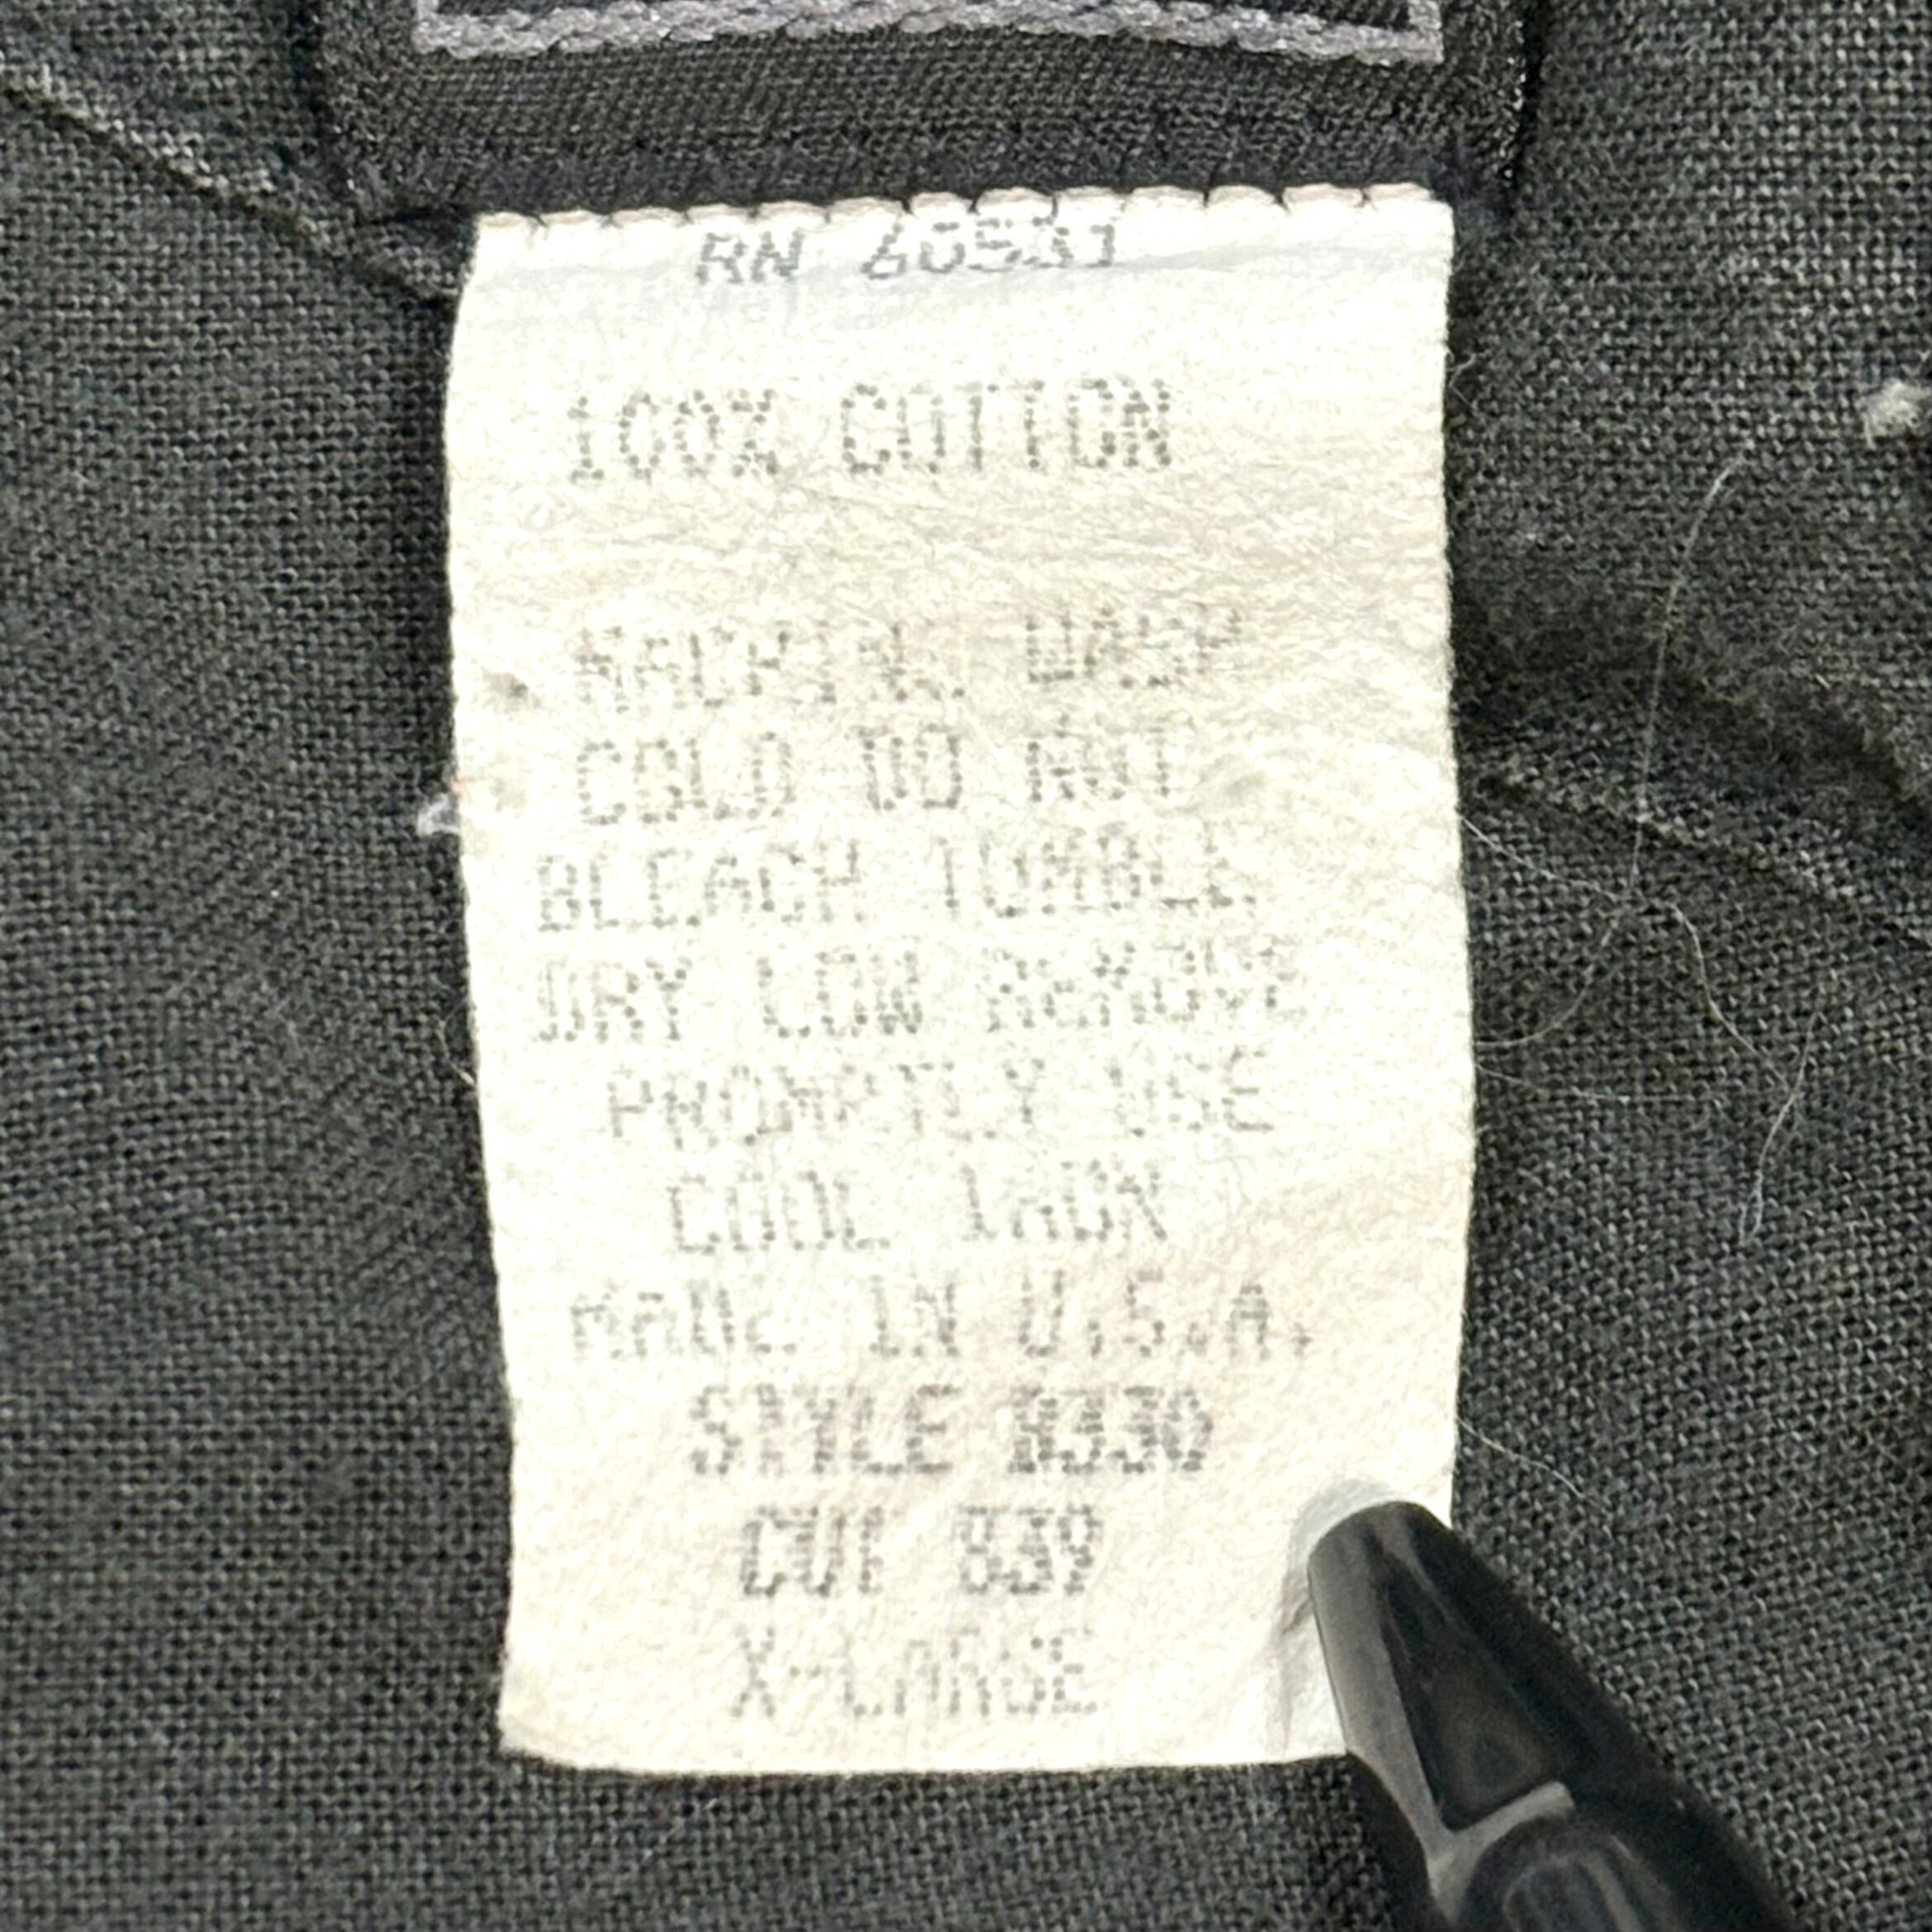 RN 60531
100% COTTON
MACHINE WASH
COLD DO NOT
BLEACH TUMBLE
DRY LOW REMOVE
PROMPTLY USE
COOL IRON
MADE IN U.S.A.
STYLE 8330
CUT 839
X-LARGE